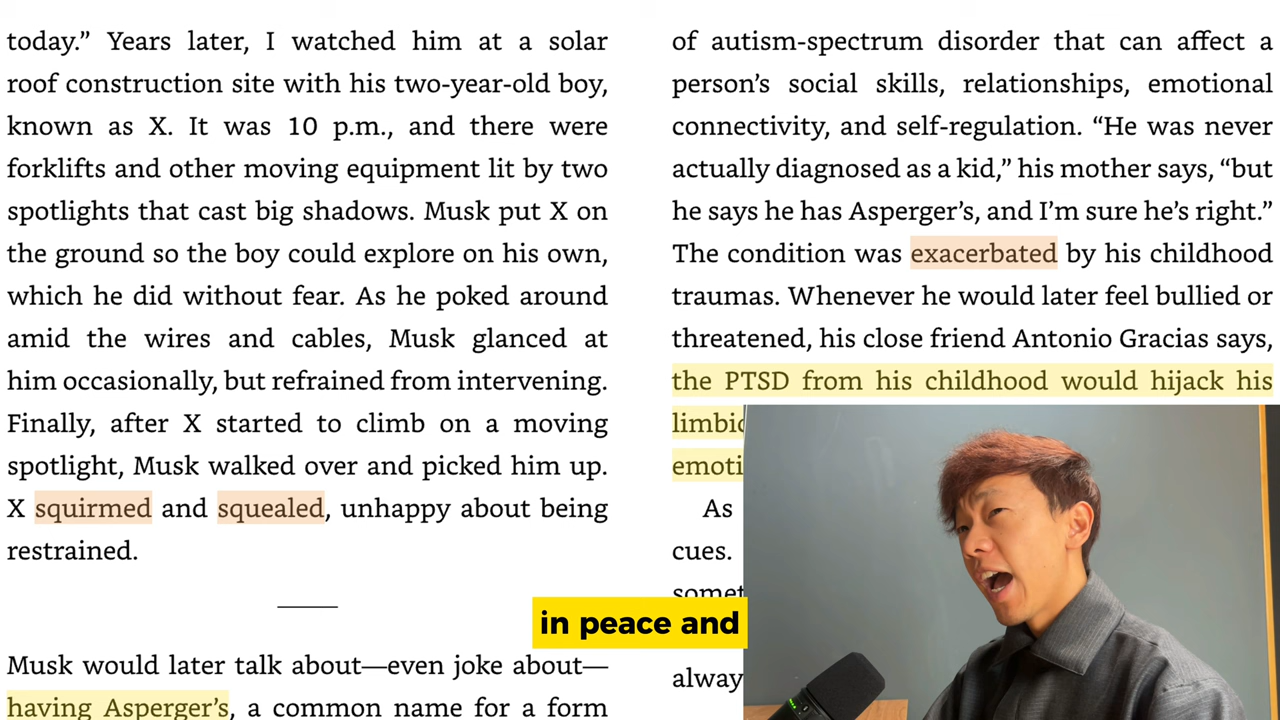 today.” Years later, I watched him at a solar
roof construction site with his two-year-old boy,
known as X. It was 10 p.m., and there were
forklifts and other moving equipment lit by two
spotlights that cast big shadows. Musk put X on
the ground so the boy could explore on his own,
which he did without fear. As he poked around
amid the wires and cables, Musk glanced at
him occasionally, but refrained from intervening.
Finally, after X started to climb on a moving
spotlight, Musk walked over and picked him up.
X squirmed and squealed, unhappy about being
restrained.
Musk would later talk about—even joke about—
having Asperger’s, a common name for a form
of autism-spectrum disorder that can affect a
person’s social skills, relationships, emotional
connectivity, and self-regulation. “He was never
actually diagnosed as a kid,” his mother says, “but
he says he has Asperger’s, and I’m sure he’s right.”
The condition was exacerbated by his childhood
traumas. Whenever he would later feel bullied or
threatened, his close friend Antonio Gracias says,
the PTSD from his childhood would hijack his
limbic
emoti
As
cues.
somet
alway
in peace and